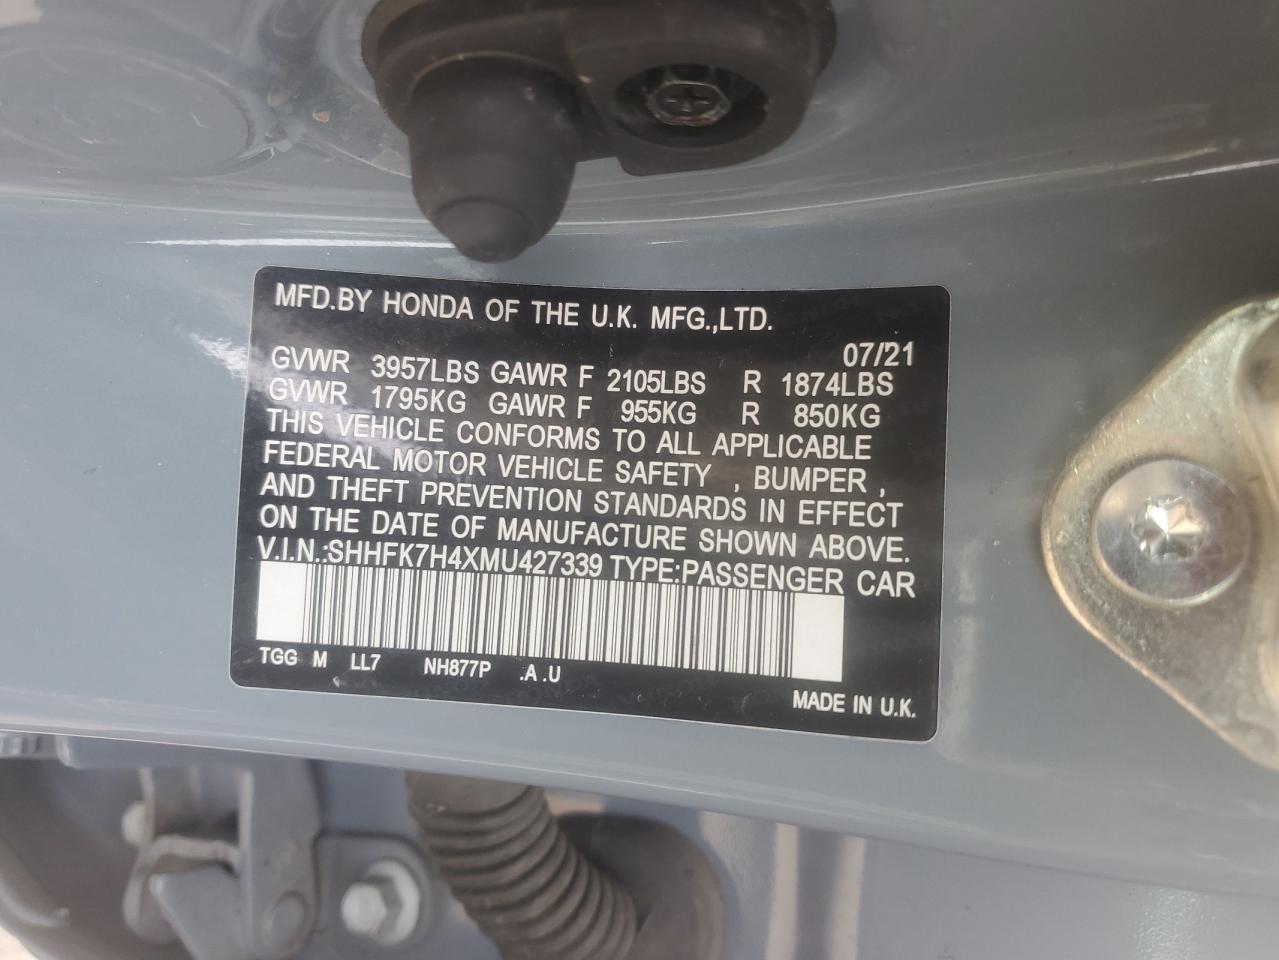 MFD.BY HONDA OF THE U.K. MFG.,LTD.
07/'21
GVWR 3957LBS GAWR F 2105LBS R 1874LBS
GVWR 1795KG GAWR F 955KG R 850KG
THIS VEHICLE CONFORMS TO ALL APPLICABLE
FEDERAL MOTOR VEHICLE SAFETY , BUMPER ,
AND THEFT PREVENTION STANDARDS IN EFFECT
ON THE DATE OF MANUFACTURE SHOWN ABOVE.
V.I.N.:SHHFK7H4XMU427339 TYPE:PASSENGER CAR
TGG M LL7 NH877P .A .U
MADE IN U.K.